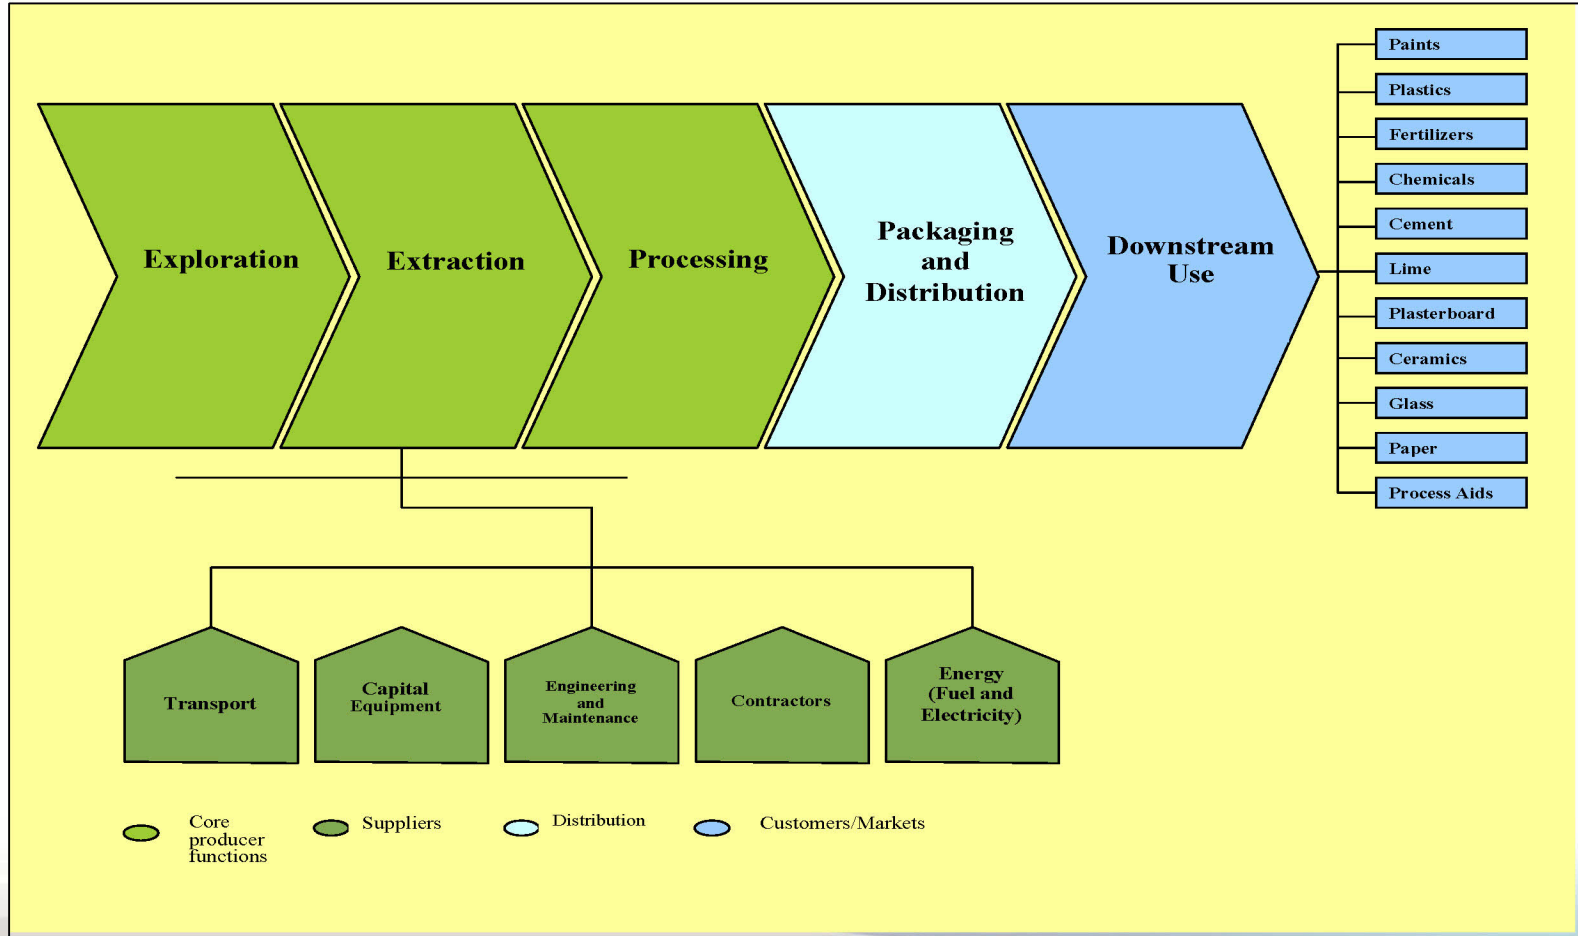 Exploration
Extraction
Processing
Packaging
and
Distribution
Downstream
Use
Paints
Plastics
Fertilizers
Chemicals
Cement
Lime
Plasterboard
Ceramics
Glass
Paper
Process Aids
Transport
Capital
Equipment
Engineering
and
Maintenance
Contractors
Energy
(Fuel and
Electricity)
Core
producer
functions
Suppliers
Distribution
Customers/Markets